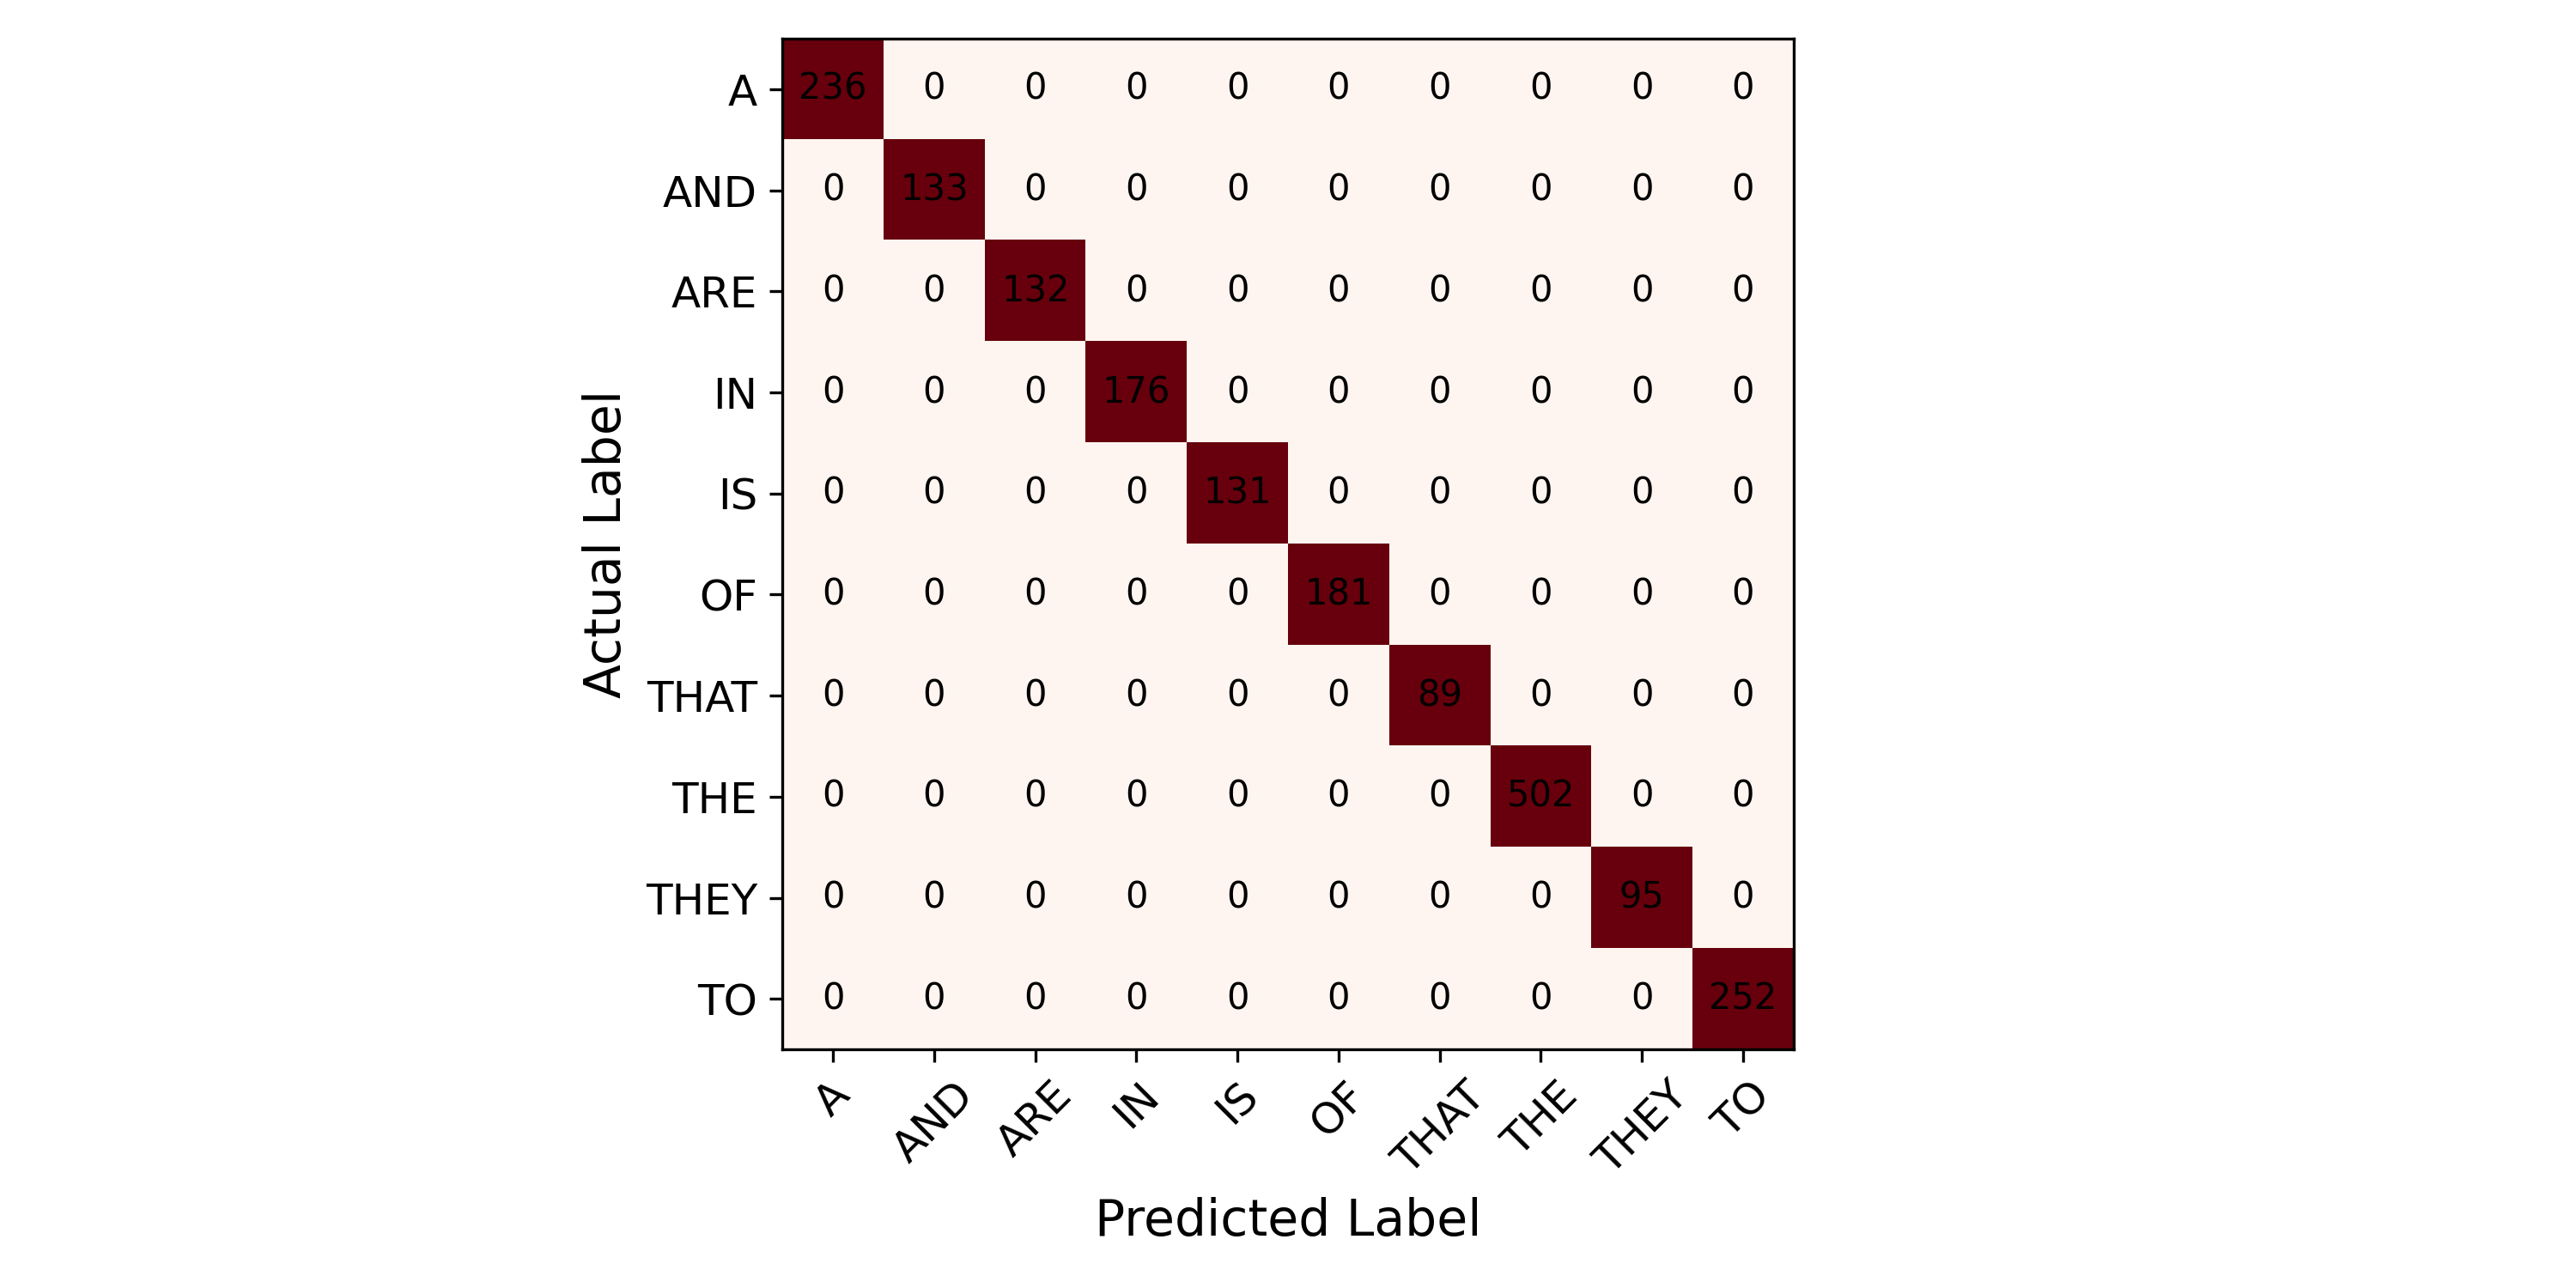 A 236 0 0 0 0 0 0 0 0 0
AND 0 133 0 0 0 0 0 0 0 0
ARE 0 0 132 0 0 0 0 0 0 0
IN 0 0 0 176 0 0 0 0 0 0
IS 0 0 0 0 131 0 0 0 0 0
OF 0 0 0 0 0 181 0 0 0 0
THAT 0 0 0 0 0 0 89 0 0 0
THE 0 0 0 0 0 0 0 502 0 0
THEY 0 0 0 0 0 0 0 0 95 0
TO 0 0 0 0 0 0 0 0 0 252
A AND ARE IN IS OF THAT THE THEY TO
Actual Label
Predicted Label